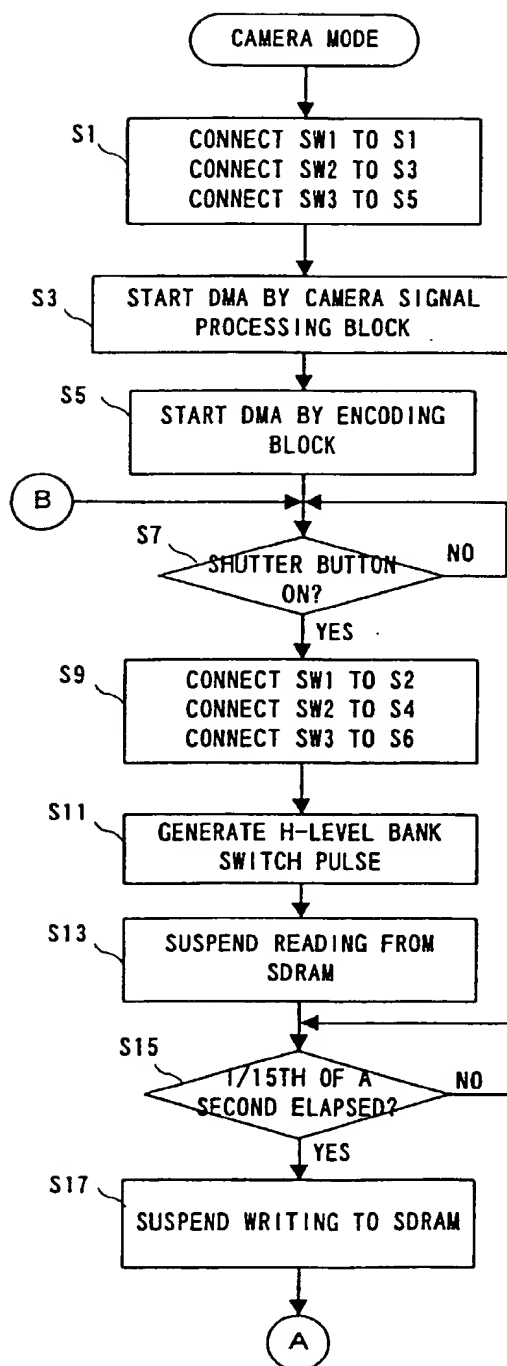 CAMERA MODE
S1
CONNECT SW1 TO S1
CONNECT SW2 TO S3
CONNECT SW3 TO S5
S3
START DMA BY CAMERA SIGNAL
PROCESSING BLOCK
S5
START DMA BY ENCODING
BLOCK
B
S7
SHUTTER BUTTON
ON?
NO
YES
S9
CONNECT SW1 TO S2
CONNECT SW2 TO S4
CONNECT SW3 TO S6
S11
GENERATE H-LEVEL BANK
SWITCH PULSE
S13
SUSPEND READING FROM
SDRAM
S15
1/15TH OF A
SECOND ELAPSED?
NO
YES
S17
SUSPEND WRITING TO SDRAM
A